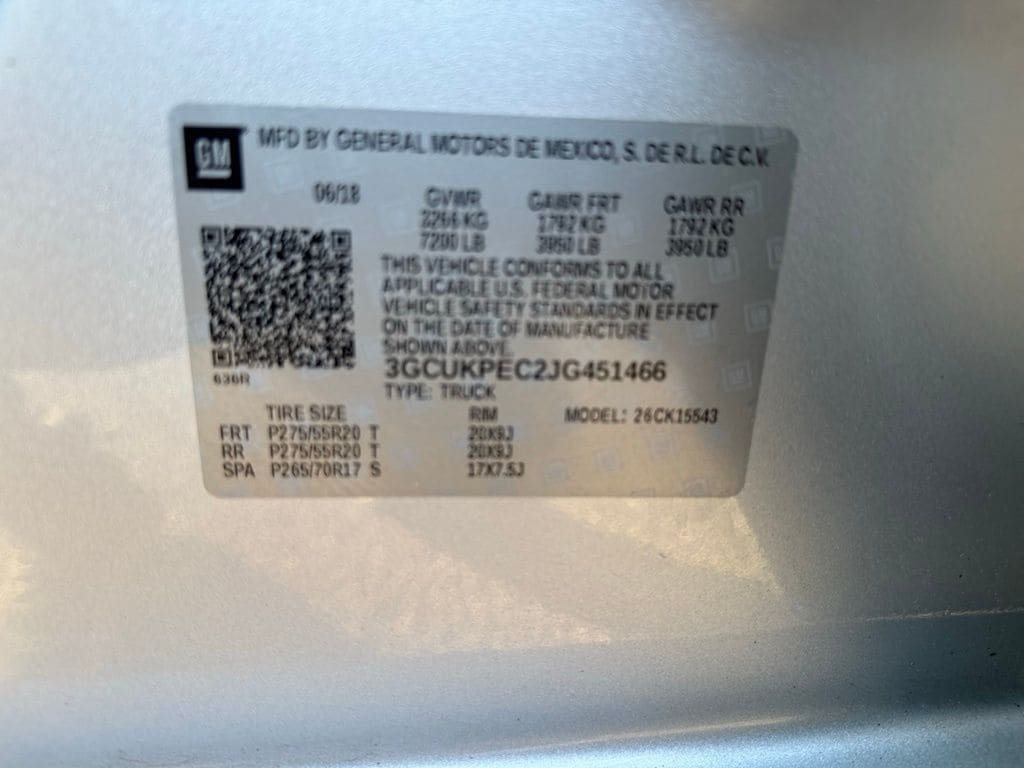 GM
MFD BY GENERAL MOTORS DE MEXICO, S. DE R.L. DE C.V.
06/18 GVWR GAWR FRT GAWR RR
3266 KG 1792 KG 1792 KG
7200 LB 3950 LB 3950 LB
THIS VEHICLE CONFORMS TO ALL
APPLICABLE U.S. FEDERAL MOTOR
VEHICLE SAFETY STANDARDS IN EFFECT
ON THE DATE OF MANUFACTURE
SHOWN ABOVE.
3GCUKPEC2JG451466
636R
TYPE: TRUCK
TIRE SIZE RIM MODEL: 26CK15543
FRT P275/55R20 T 20X9J
RR P275/55R20 T 20X9J
SPA P265/70R17 S 17X7.5J